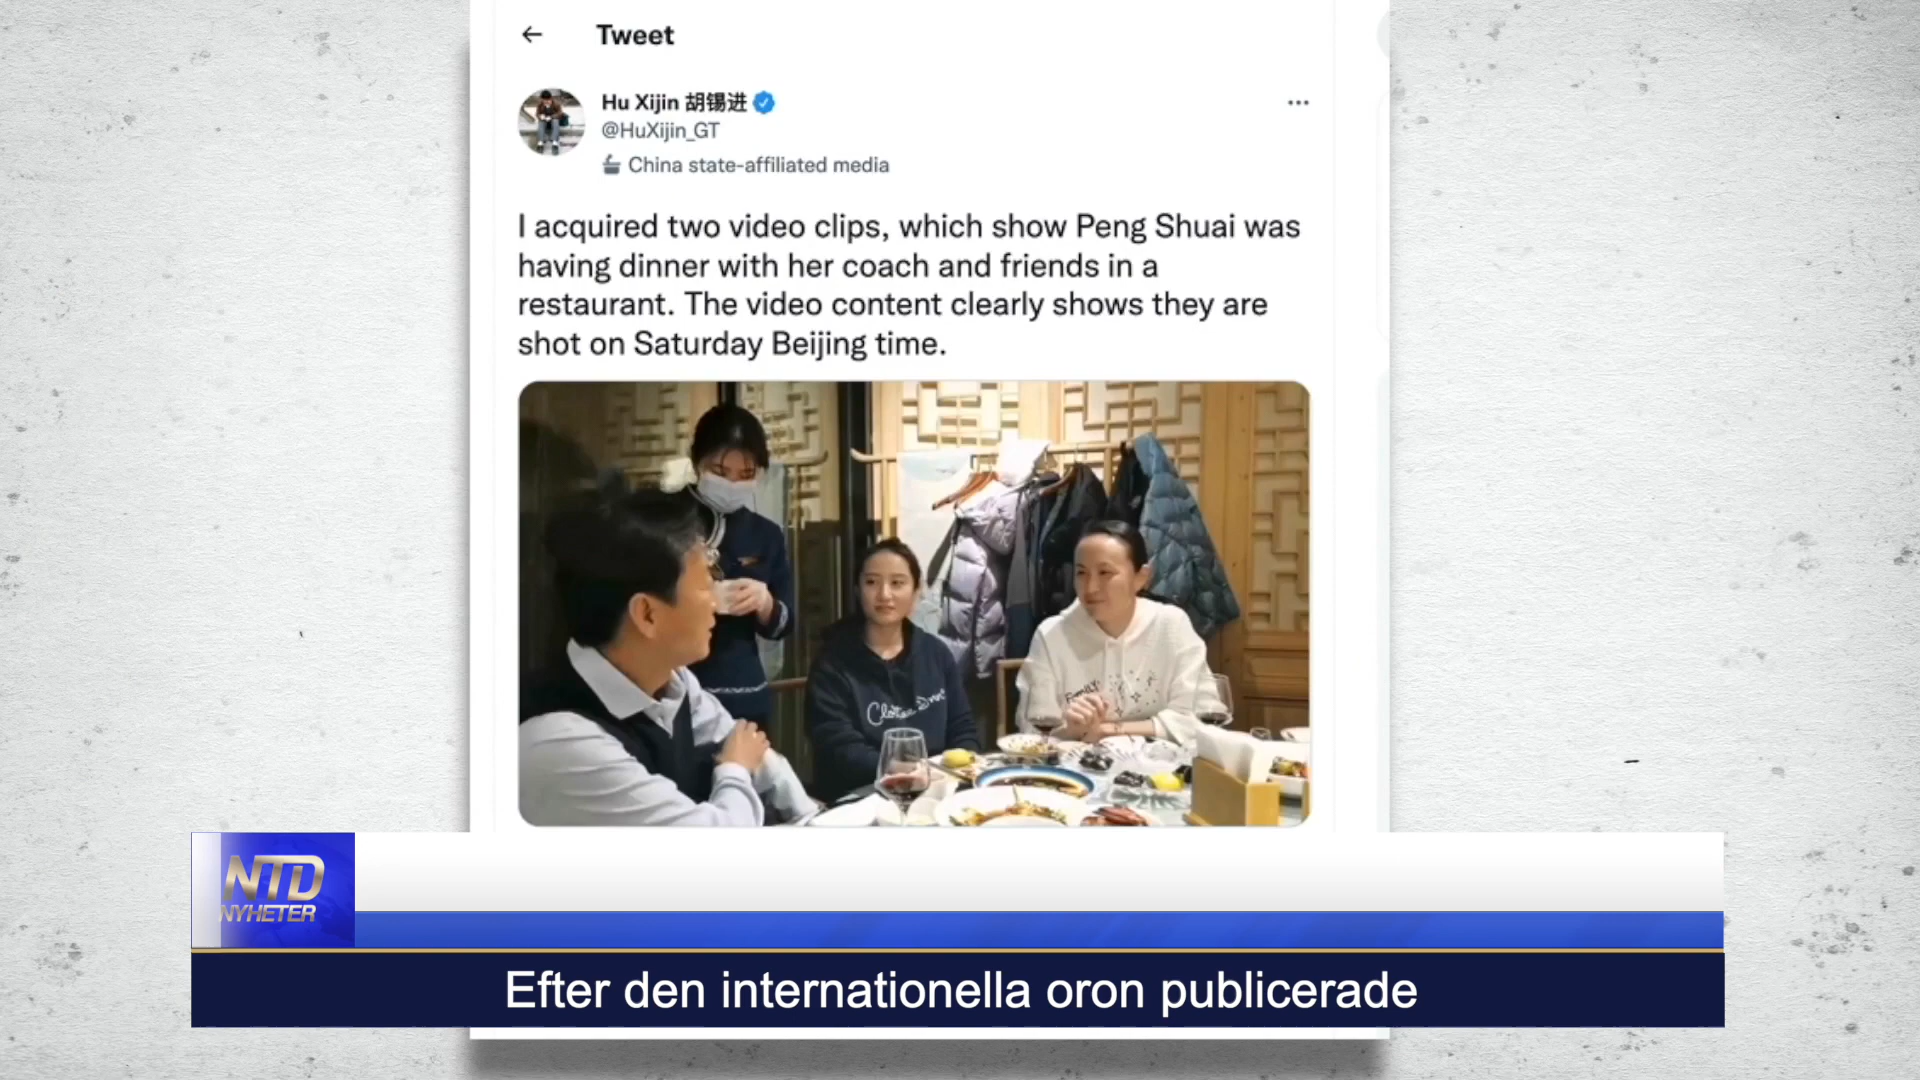 Tweet
Hu Xijin 胡锡进
@HuXijin_GT
China state-affiliated media
I acquired two video clips, which show Peng Shuai was
having dinner with her coach and friends in a
restaurant. The video content clearly shows they are
shot on Saturday Beijing time.
NTD
NYHETER
Efter den internationella oron publicerade